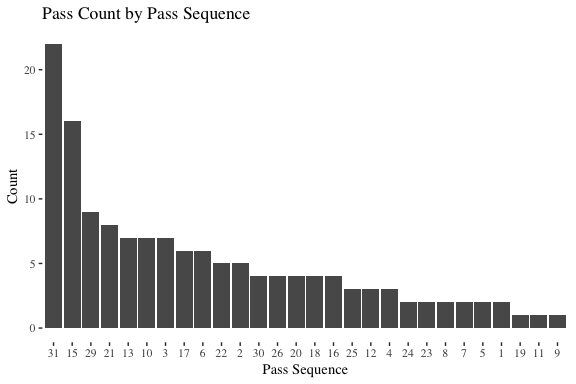 Pass Count by Pass Sequence
20
15
10
5
0
Count
31 15 29 21 13 10 3 17 6 22 2 30 26 20 18 16 25 12 4 24 23 8 7 5 1 19 11 9
Pass Sequence